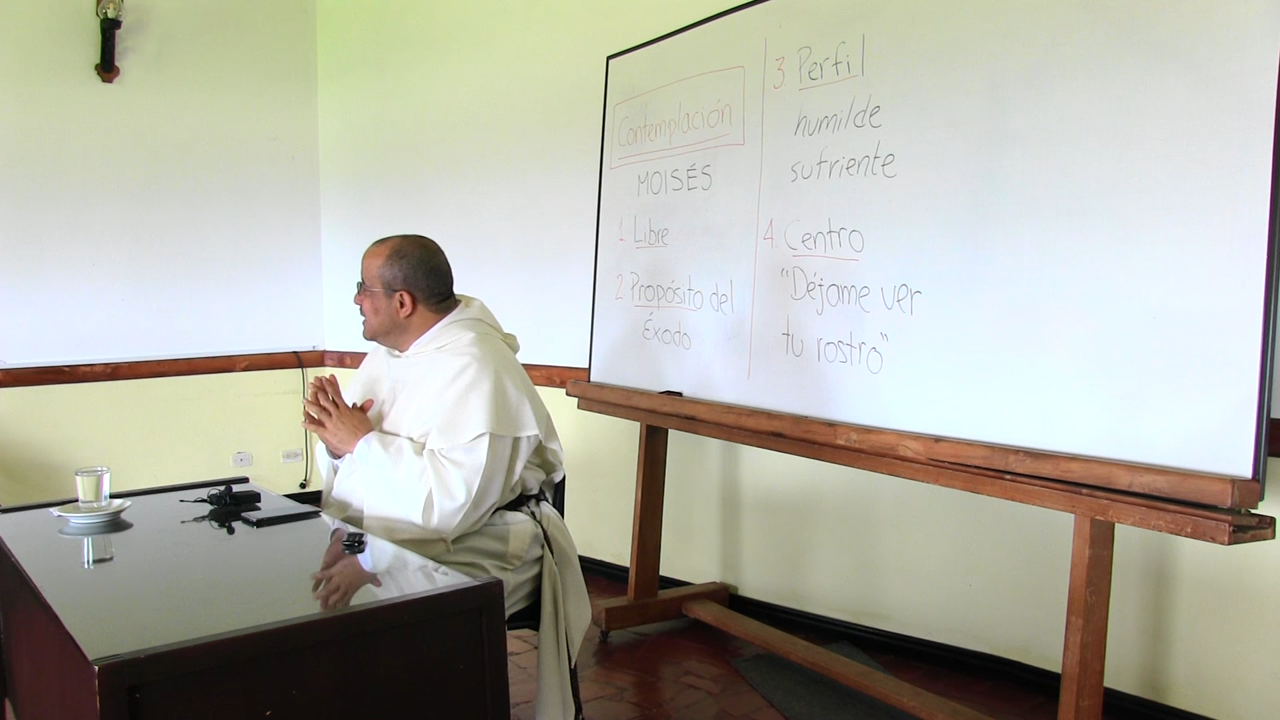 Contemplación
MOISÉS
1. Libre
2 Propósito del
Éxodo
3. Perfil
humilde
sufriente
4. Centro
"Déjame ver
tu rostro"